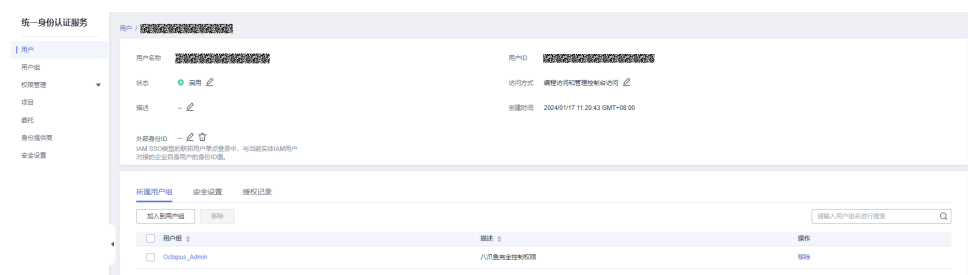 统一身份认证服务
用户
用户组
权限管理
项目
委托
身份提供商
安全设置
用户 /
用户名称
用户ID
状态 启用
访问方式 编程访问和管理控制台访问
描述 --
创建时间 2024/01/17 11:20:43 GMT+08:00
外部身份ID --
IAM SSO类型的联邦用户单点登录中，与当前实体IAM用户
对接的企业自身用户的身份ID值。
所属用户组 安全设置 授权记录
加入到用户组 移除
请输入用户组名进行搜索
用户组 描述 操作
Octopus_Admin 八爪鱼完全控制权限 移除